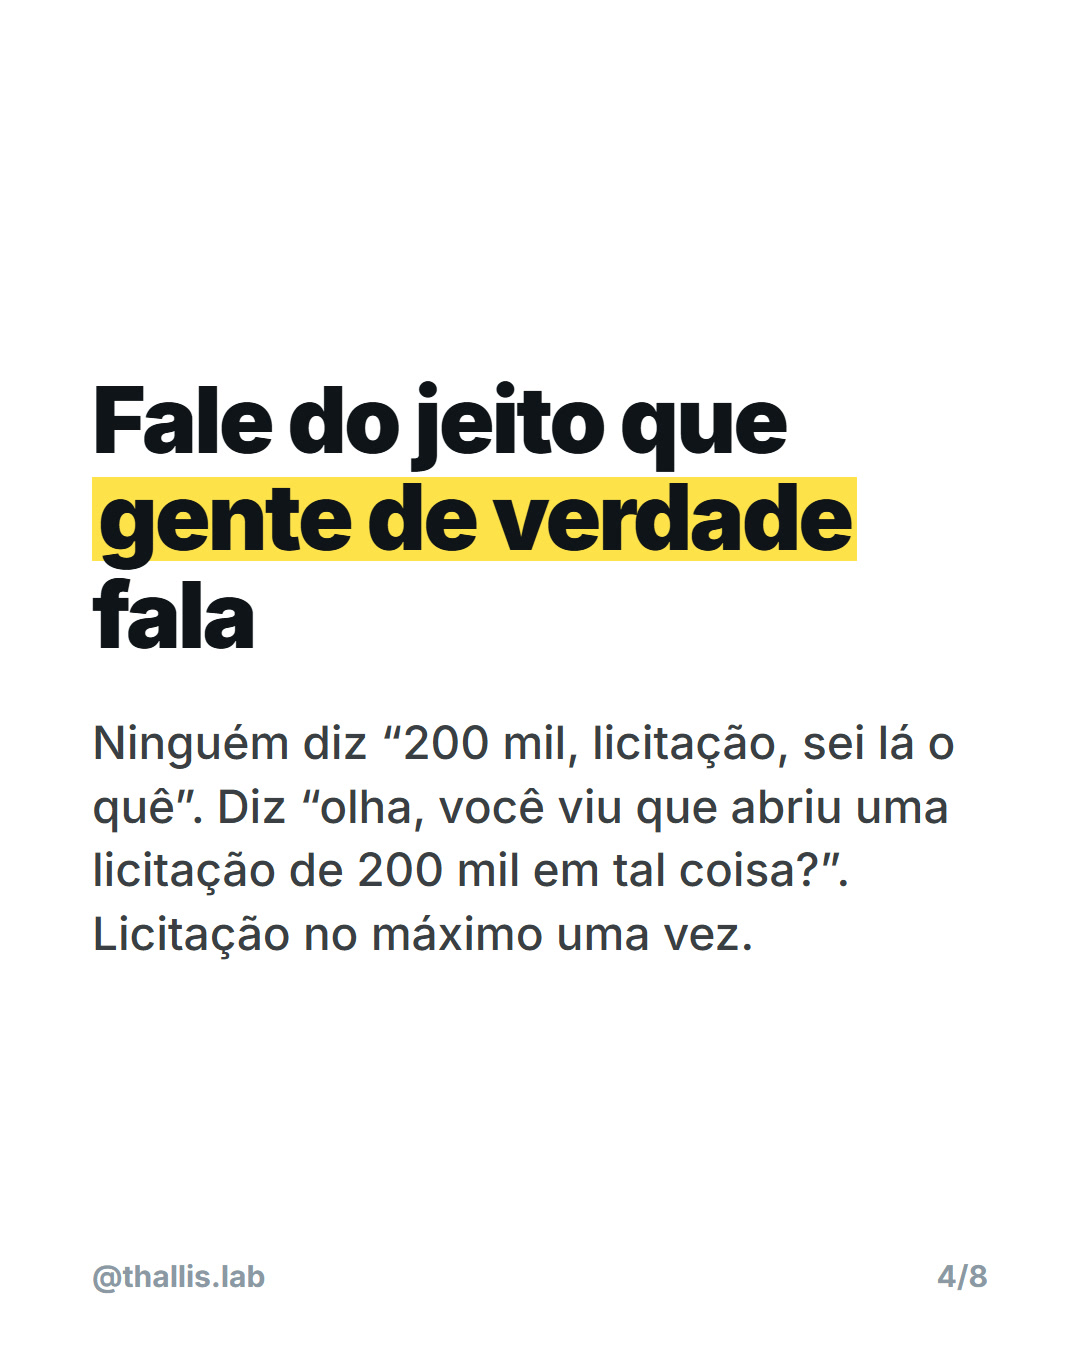 Fale do jeito que
gente de verdade
fala
Ninguém diz “200 mil, licitação, sei lá o
quê”. Diz “olha, você viu que abriu uma
licitação de 200 mil em tal coisa?”.
Licitação no máximo uma vez.
@thallis.lab
4/8